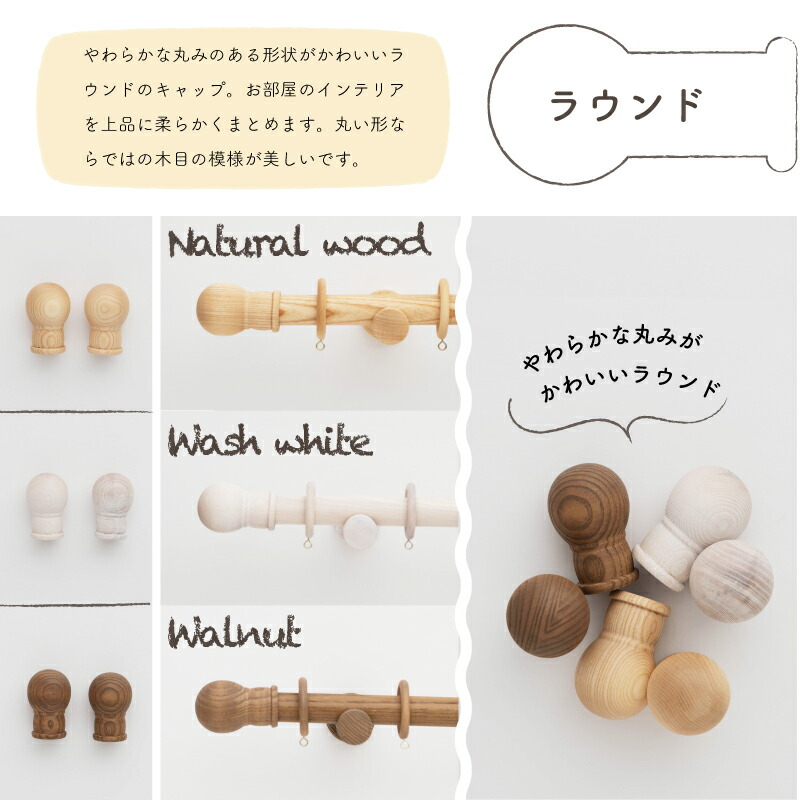 やわらかな丸みのある形状がかわいいラ
ウンドのキャップ。お部屋のインテリア
を上品に柔らかくまとめます。丸い形な
らではの木目の模様が美しいです。
ラウンド
Natural wood
Wash white
Walnut
やわらかな丸みが
かわいいラウンド